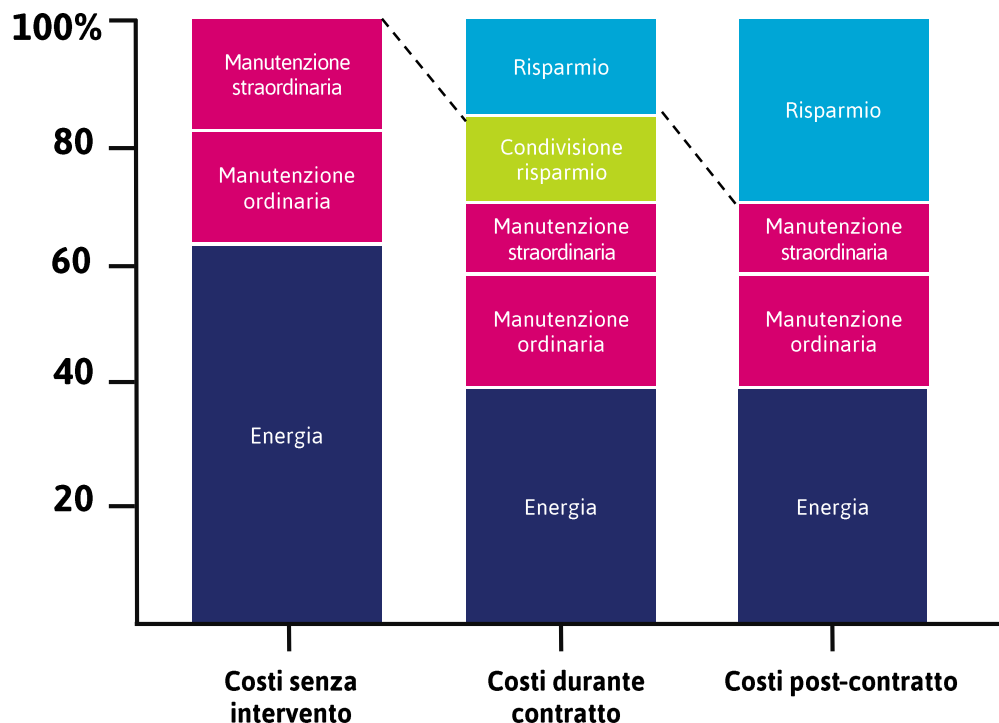 100%
80
60
40
20
Manutenzione
straordinaria
Manutenzione
ordinaria
Energia
Risparmio
Condivisione
risparmio
Manutenzione
straordinaria
Manutenzione
ordinaria
Energia
Risparmio
Manutenzione
straordinaria
Manutenzione
ordinaria
Energia
Costi senza
intervento
Costi durante
contratto
Costi post-contratto